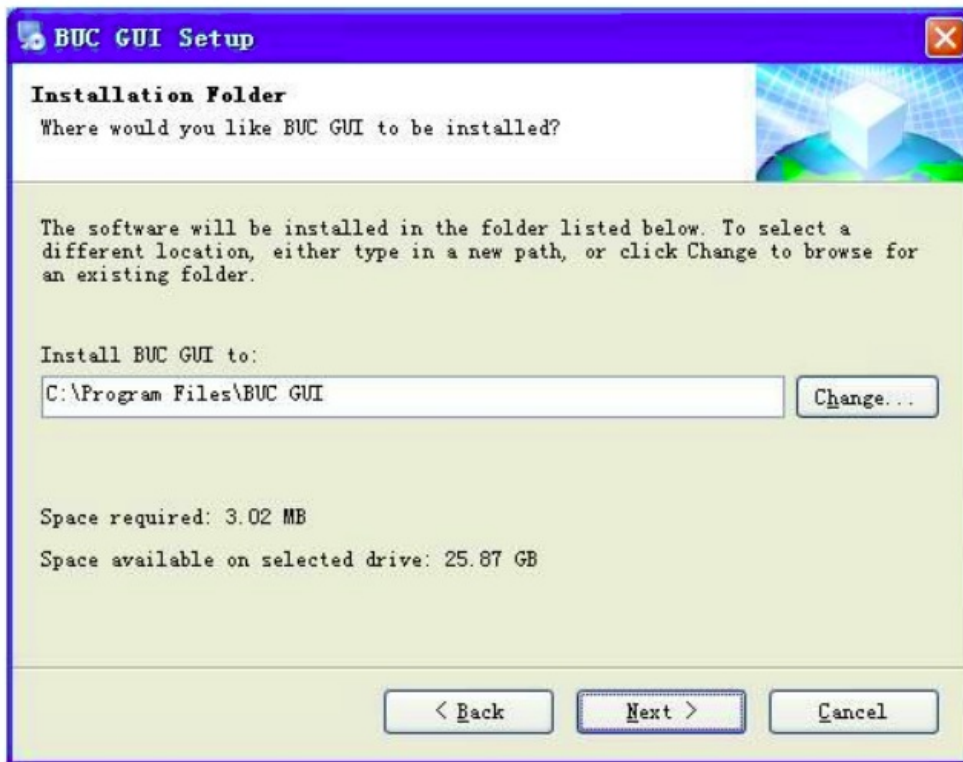 BUC GUI Setup
Installation Folder
Where would you like BUC GUI to be installed?
The software will be installed in the folder listed below. To select a
different location, either type in a new path, or click Change to browse for
an existing folder.
Install BUC GUI to:
C:\Program Files\BUC GUI
Change...
Space required: 3.02 MB
Space available on selected drive: 25.87 GB
< Back
Next >
Cancel